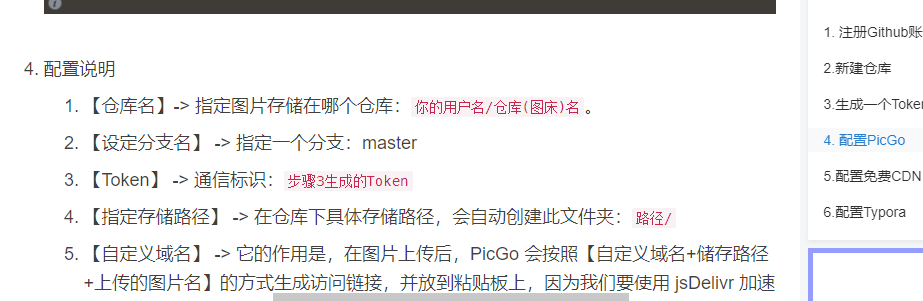 4. 配置说明
1. 【仓库名】-> 指定图片存储在哪个仓库：你的用户名/仓库(图床)名。
2. 【设定分支名】 -> 指定一个分支：master
3. 【Token】 -> 通信标识：步骤3生成的Token
4. 【指定存储路径】 -> 在仓库下具体存储路径，会自动创建此文件夹：路径/
5. 【自定义域名】 -> 它的作用是，在图片上传后，PicGo 会按照【自定义域名+储存路径
+上传的图片名】的方式生成访问链接，并放到粘贴板上，因为我们要使用 jsDelivr 加速
1. 注册Github账
2.新建仓库
3.生成一个Token
4. 配置PicGo
5.配置免费CDN
6.配置Typora